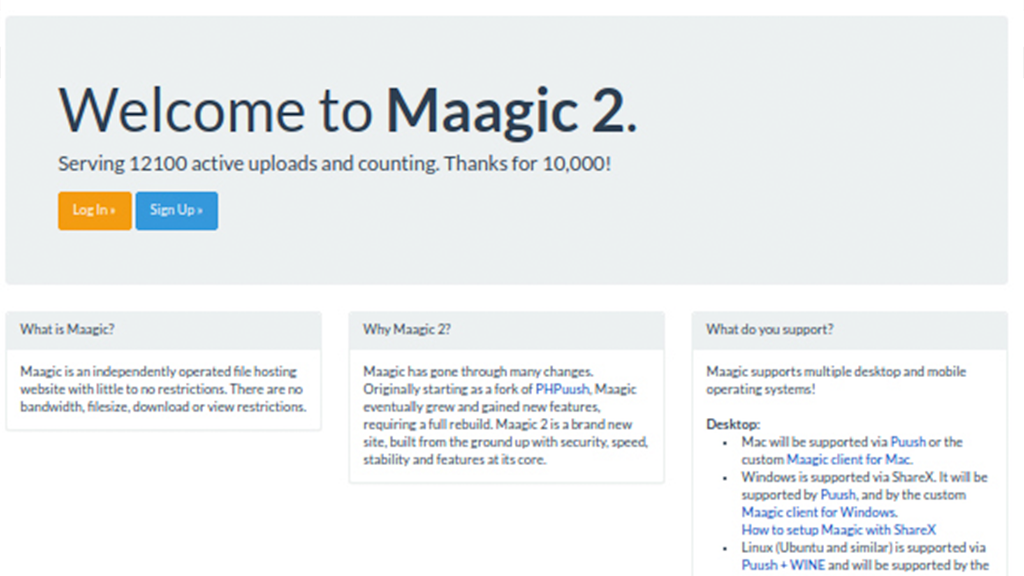 Welcome to Maagic 2.
Serving 12100 active uploads and counting. Thanks for 10,000!
Log In »
Sign Up »
What is Maagic?
Maagic is an independently operated file hosting
website with little to no restrictions. There are no
bandwidth, filesize, download or view restrictions.
Why Maagic 2?
Maagic has gone through many changes.
Originally starting as a fork of PHPuush, Maagic
eventually grew and gained new features,
requiring a full rebuild. Maagic 2 is a brand new
site, built from the ground up with security, speed,
stability and features at its core.
What do you support?
Maagic supports multiple desktop and mobile
operating systems!
Desktop:
• Mac will be supported via Puush or the
custom Maagic client for Mac.
• Windows is supported via ShareX. It will be
supported by Puush, and by the custom
Maagic client for Windows.
How to setup Maagic with ShareX
• Linux (Ubuntu and similar) is supported via
Puush + WINE and will be supported by the